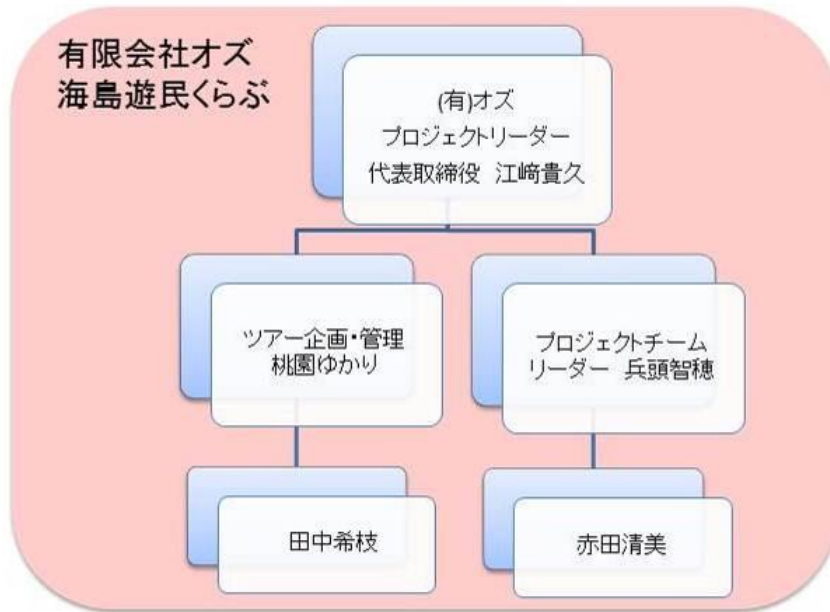 有限会社オズ
海島遊民くらぶ
(有)オズ
プロジェクトリーダー
代表取締役 江﨑貴久
ツアー企画・管理
桃園ゆかり
プロジェクトチーム
リーダー 兵頭智穂
田中希枝
赤田清美